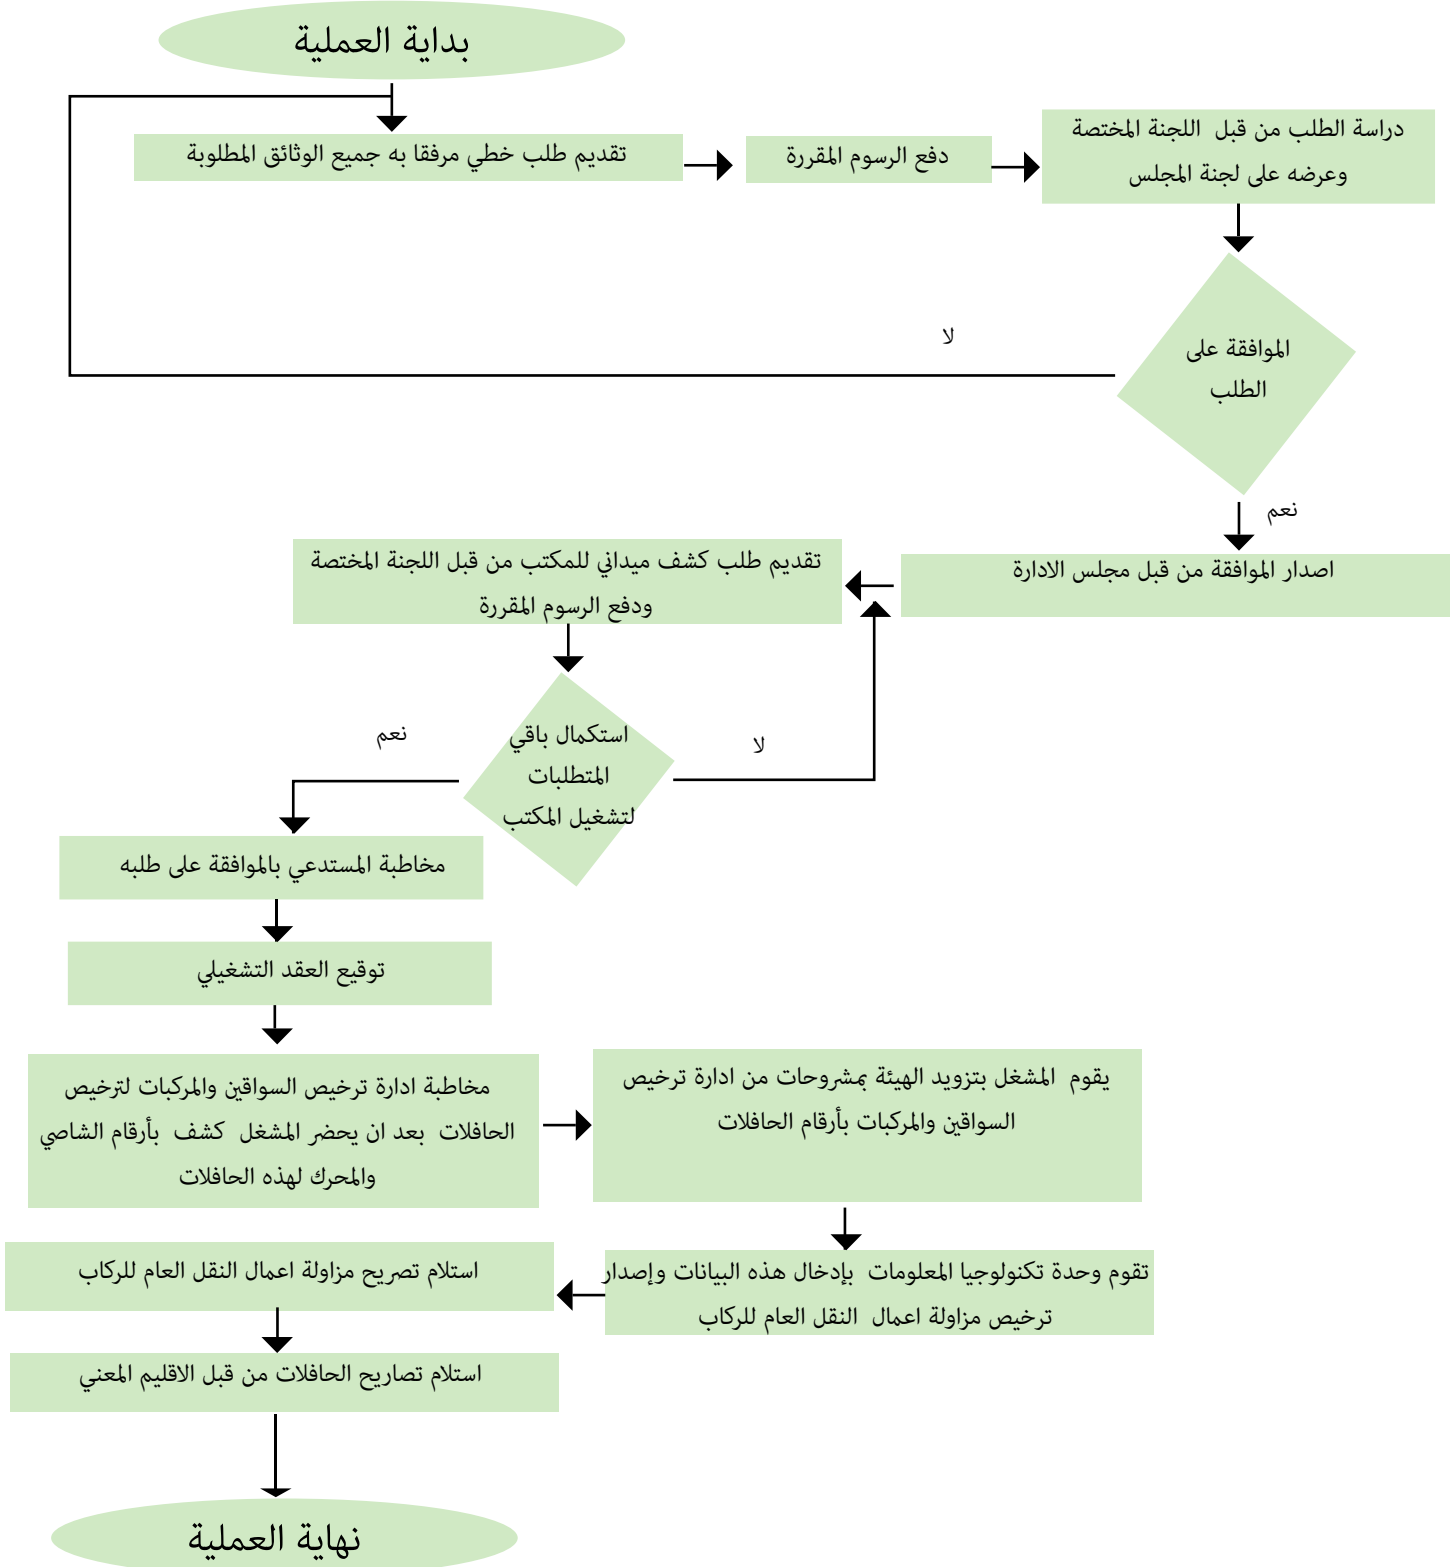 بداية العملية
تقديم طلب خطي مرفقا به جميع الوثائق المطلوبة
دفع الرسوم المقررة
دراسة الطلب من قبل اللجنة المختصة
وعرضه على لجنة المجلس
الموافقة على
الطلب
لا
نعم
اصدار الموافقة من قبل مجلس الادارة
تقديم طلب كشف ميداني للمكتب من قبل اللجنة المختصة
ودفع الرسوم المقررة
استكمال باقي
المتطلبات
لتشغيل المكتب
لا
نعم
مخاطبة المستدعي بالموافقة على طلبه
توقيع العقد التشغيلي
مخاطبة ادارة ترخيص السواقين والمركبات لترخيص
الحافلات بعد ان يحضر المشغل كشف بأرقام الشاصي
والمحرك لهذه الحافلات
يقوم المشغل بتزويد الهيئة بمشروحات من ادارة ترخيص
السواقين والمركبات بأرقام الحافلات
تقوم وحدة تكنولوجيا المعلومات بإدخال هذه البيانات وإصدار
ترخيص مزاولة اعمال النقل العام للركاب
استلام تصريح مزاولة اعمال النقل العام للركاب
استلام تصاريح الحافلات من قبل الاقليم المعني
نهاية العملية